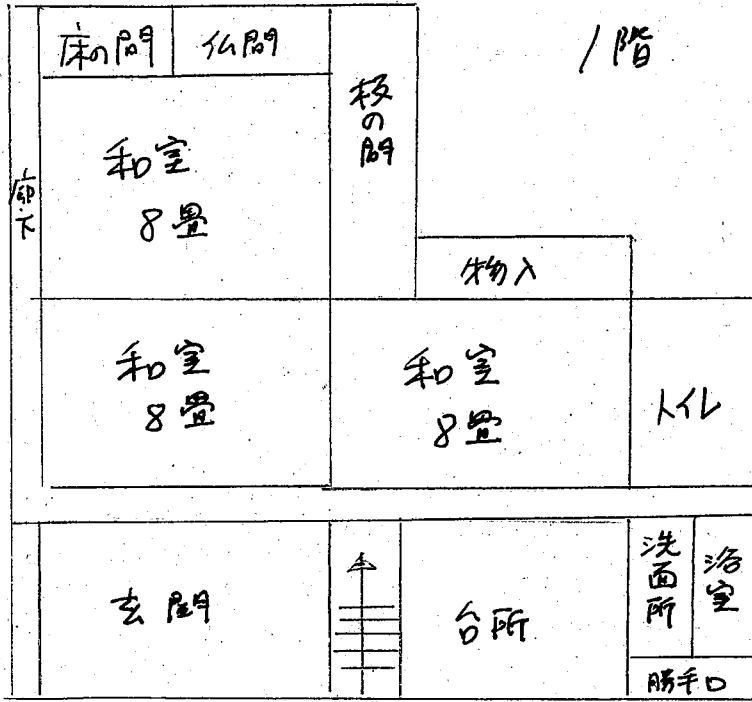 1階
床の間
仏間
板の間
和室
8畳
廊下
物入
和室
8畳
和室
8畳
トイレ
玄関
台所
洗面所
浴室
勝手口